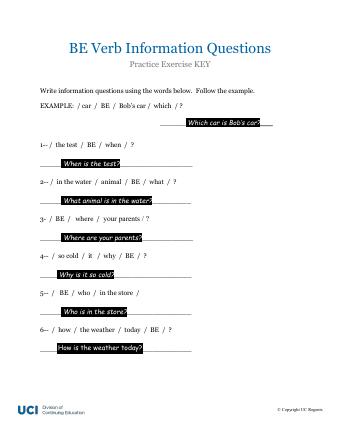 BE Verb Information Questions
Practice Exercise KEY
Write information questions using the words below. Follow the example.
EXAMPLE: / car / BE / Bob's car / which / ?
Which car is Bob's car?
1-- / the test / BE / when / ?
When is the test?
2-- / in the water / animal / BE / what / ?
What animal is in the water?
3- / BE / where / your parents / ?
Where are your parents?
4-- / so cold / it / why / BE / ?
Why is it so cold?
5-- / BE / who / in the store /
Who is in the store?
6-- / how / the weather / today / BE / ?
How is the weather today?
UCI Division of Continuing Education
© Copyright UC Regents